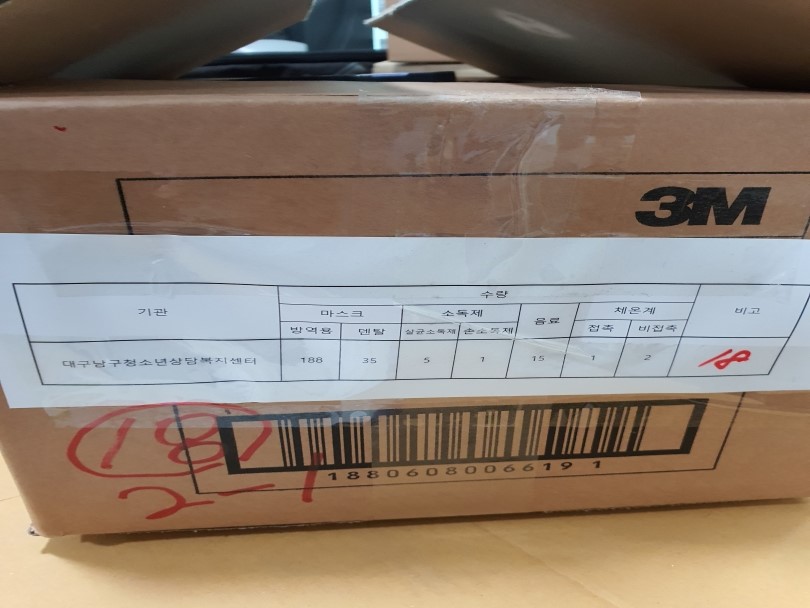 3M
기관 수량 비고
마스크 소독제 음료 체온계
방역용 덴탈 살균소독제 손소독제 접촉 비접촉
대구남구청소년상담복지센터 188 35 5 1 15 1 2 18
18
1880608006619 1
2-1